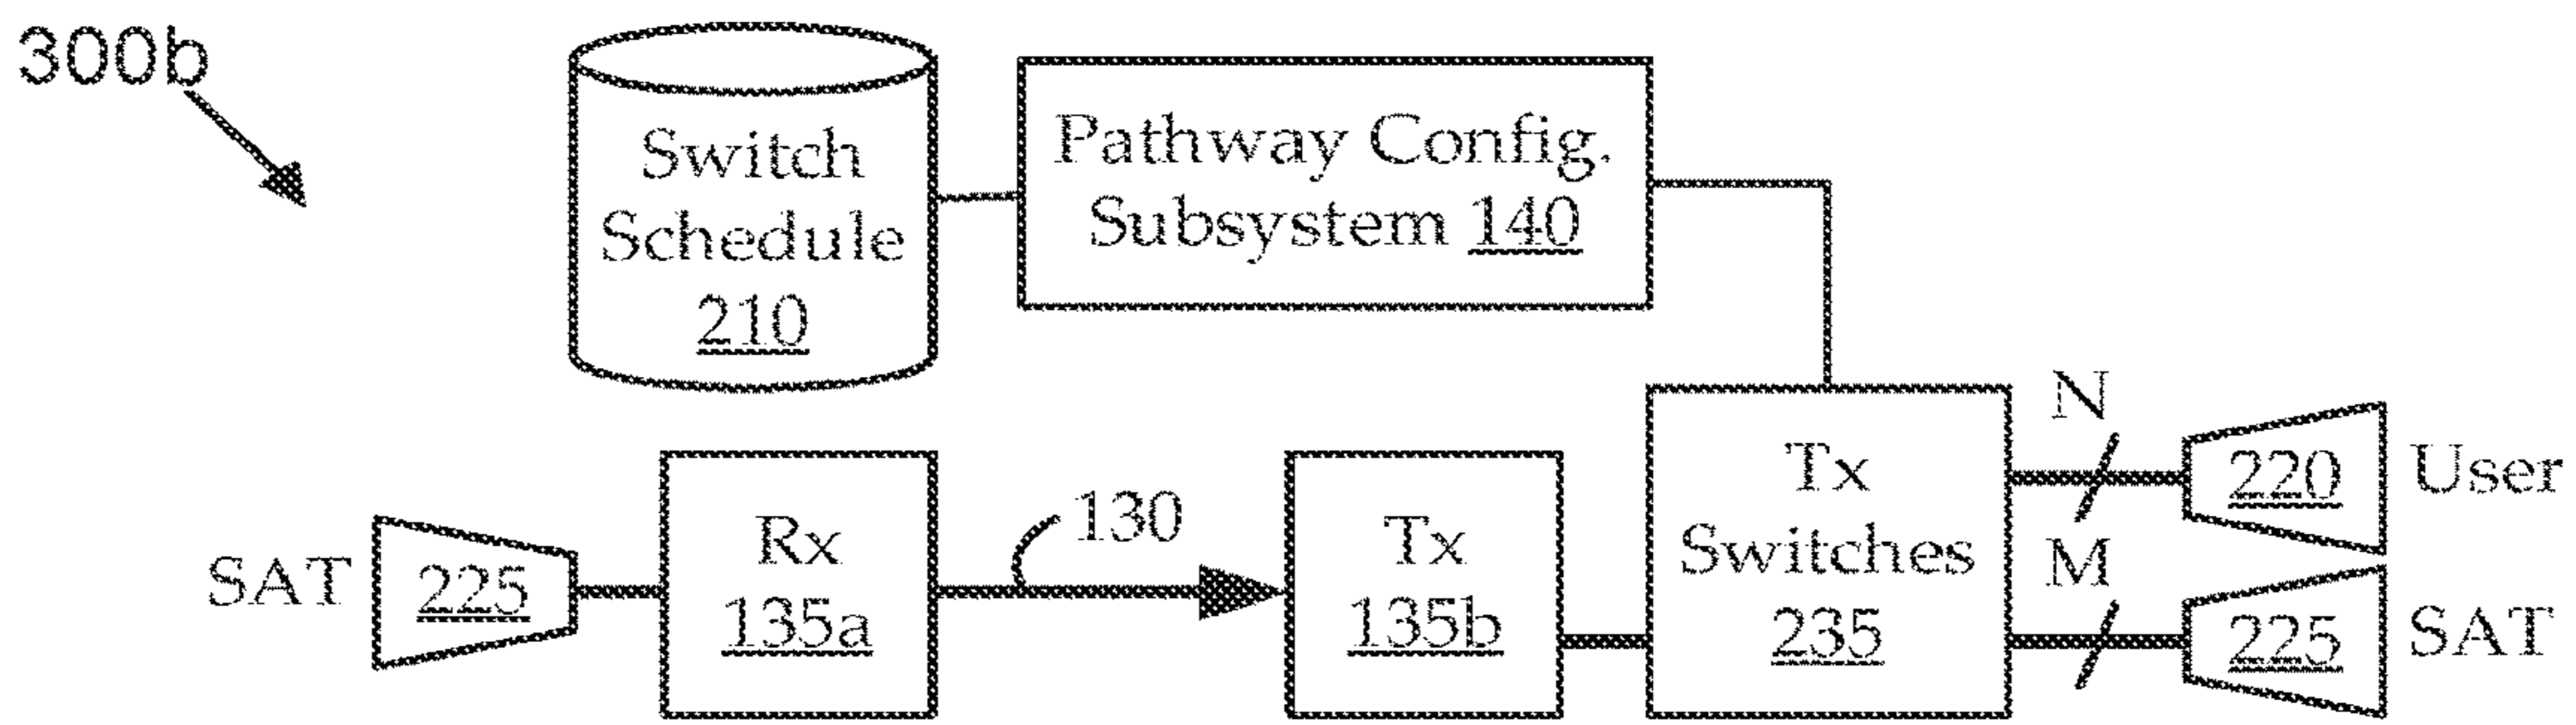 300b
Switch
Schedule
210
Pathway Config.
Subsystem 140
SAT
225
Rx
135a
130
Tx
135b
Tx
Switches
235
N
M
220
User
225
SAT